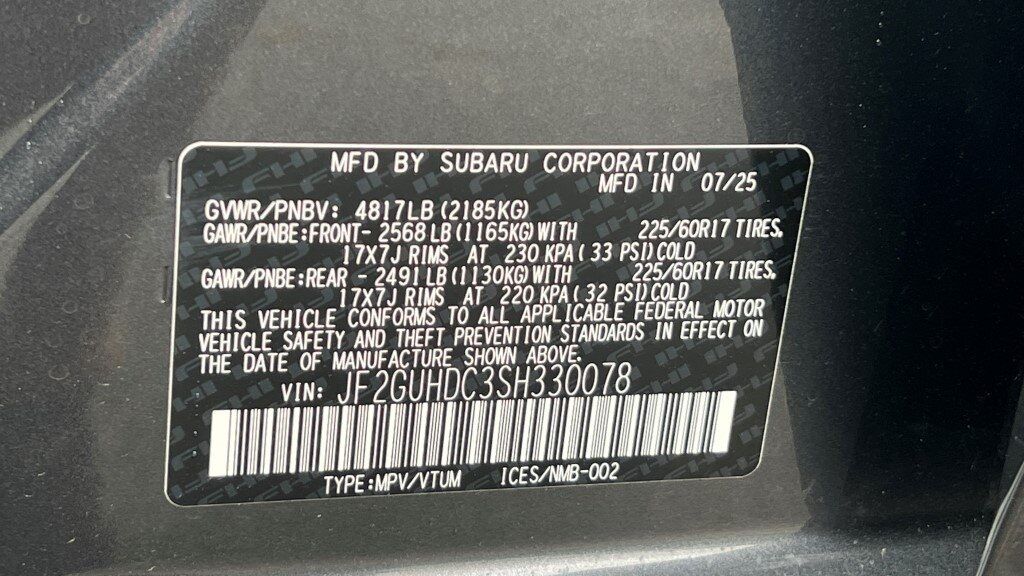 MFD BY SUBARU CORPORATION
MFD IN 07/25
GVWR/PNBV: 4817LB (2185KG)
GAWR/PNBE:FRONT- 2568 LB (1165KG) WITH 225/60R17 TIRES,
17X7J RIMS AT 230 KPA ( 33 PSI) COLD
GAWR/PNBE:REAR - 2491 LB (1130KG) WITH 225/60R17 TIRES,
17X7J RIMS AT 220 KPA ( 32 PSI) COLD
THIS VEHICLE CONFORMS TO ALL APPLICABLE FEDERAL MOTOR
VEHICLE SAFETY AND THEFT PREVENTION STANDARDS IN EFFECT ON
THE DATE OF MANUFACTURE SHOWN ABOVE.
VIN: JF2GUHDC3SH330078
TYPE:MPV/VTUM ICES/NMB-002